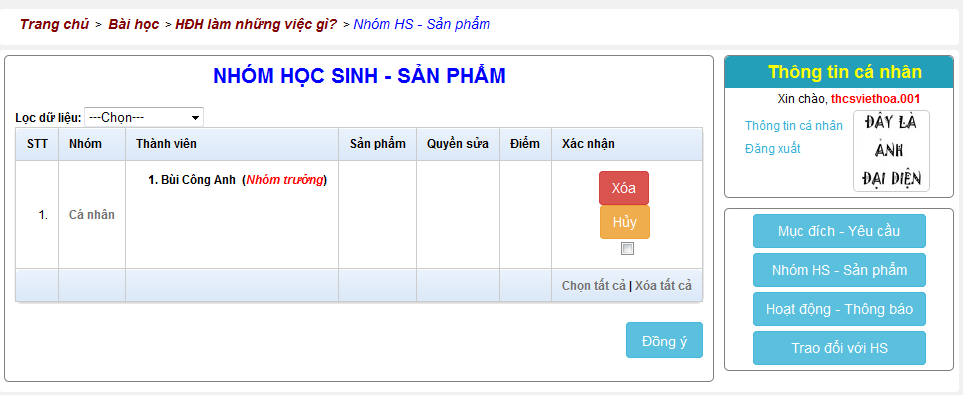 Trang chủ > Bài học > HĐH làm những việc gì? > Nhóm HS - Sản phẩm
NHÓM HỌC SINH - SẢN PHẨM
Lọc dữ liệu: ---Chọn---
STT Nhóm Thành viên Sản phẩm Quyền sửa Điểm Xác nhận
1. Cá nhân 1. Bùi Công Anh (Nhóm trưởng) Xóa
Hủy
Chọn tất cả | Xóa tất cả
Đồng ý
Thông tin cá nhân
Xin chào, thcsviethoa.001
Thông tin cá nhân
Đăng xuất
ĐÂY LÀ
ẢNH
ĐẠI DIỆN
Mục đích - Yêu cầu
Nhóm HS - Sản phẩm
Hoạt động - Thông báo
Trao đổi với HS